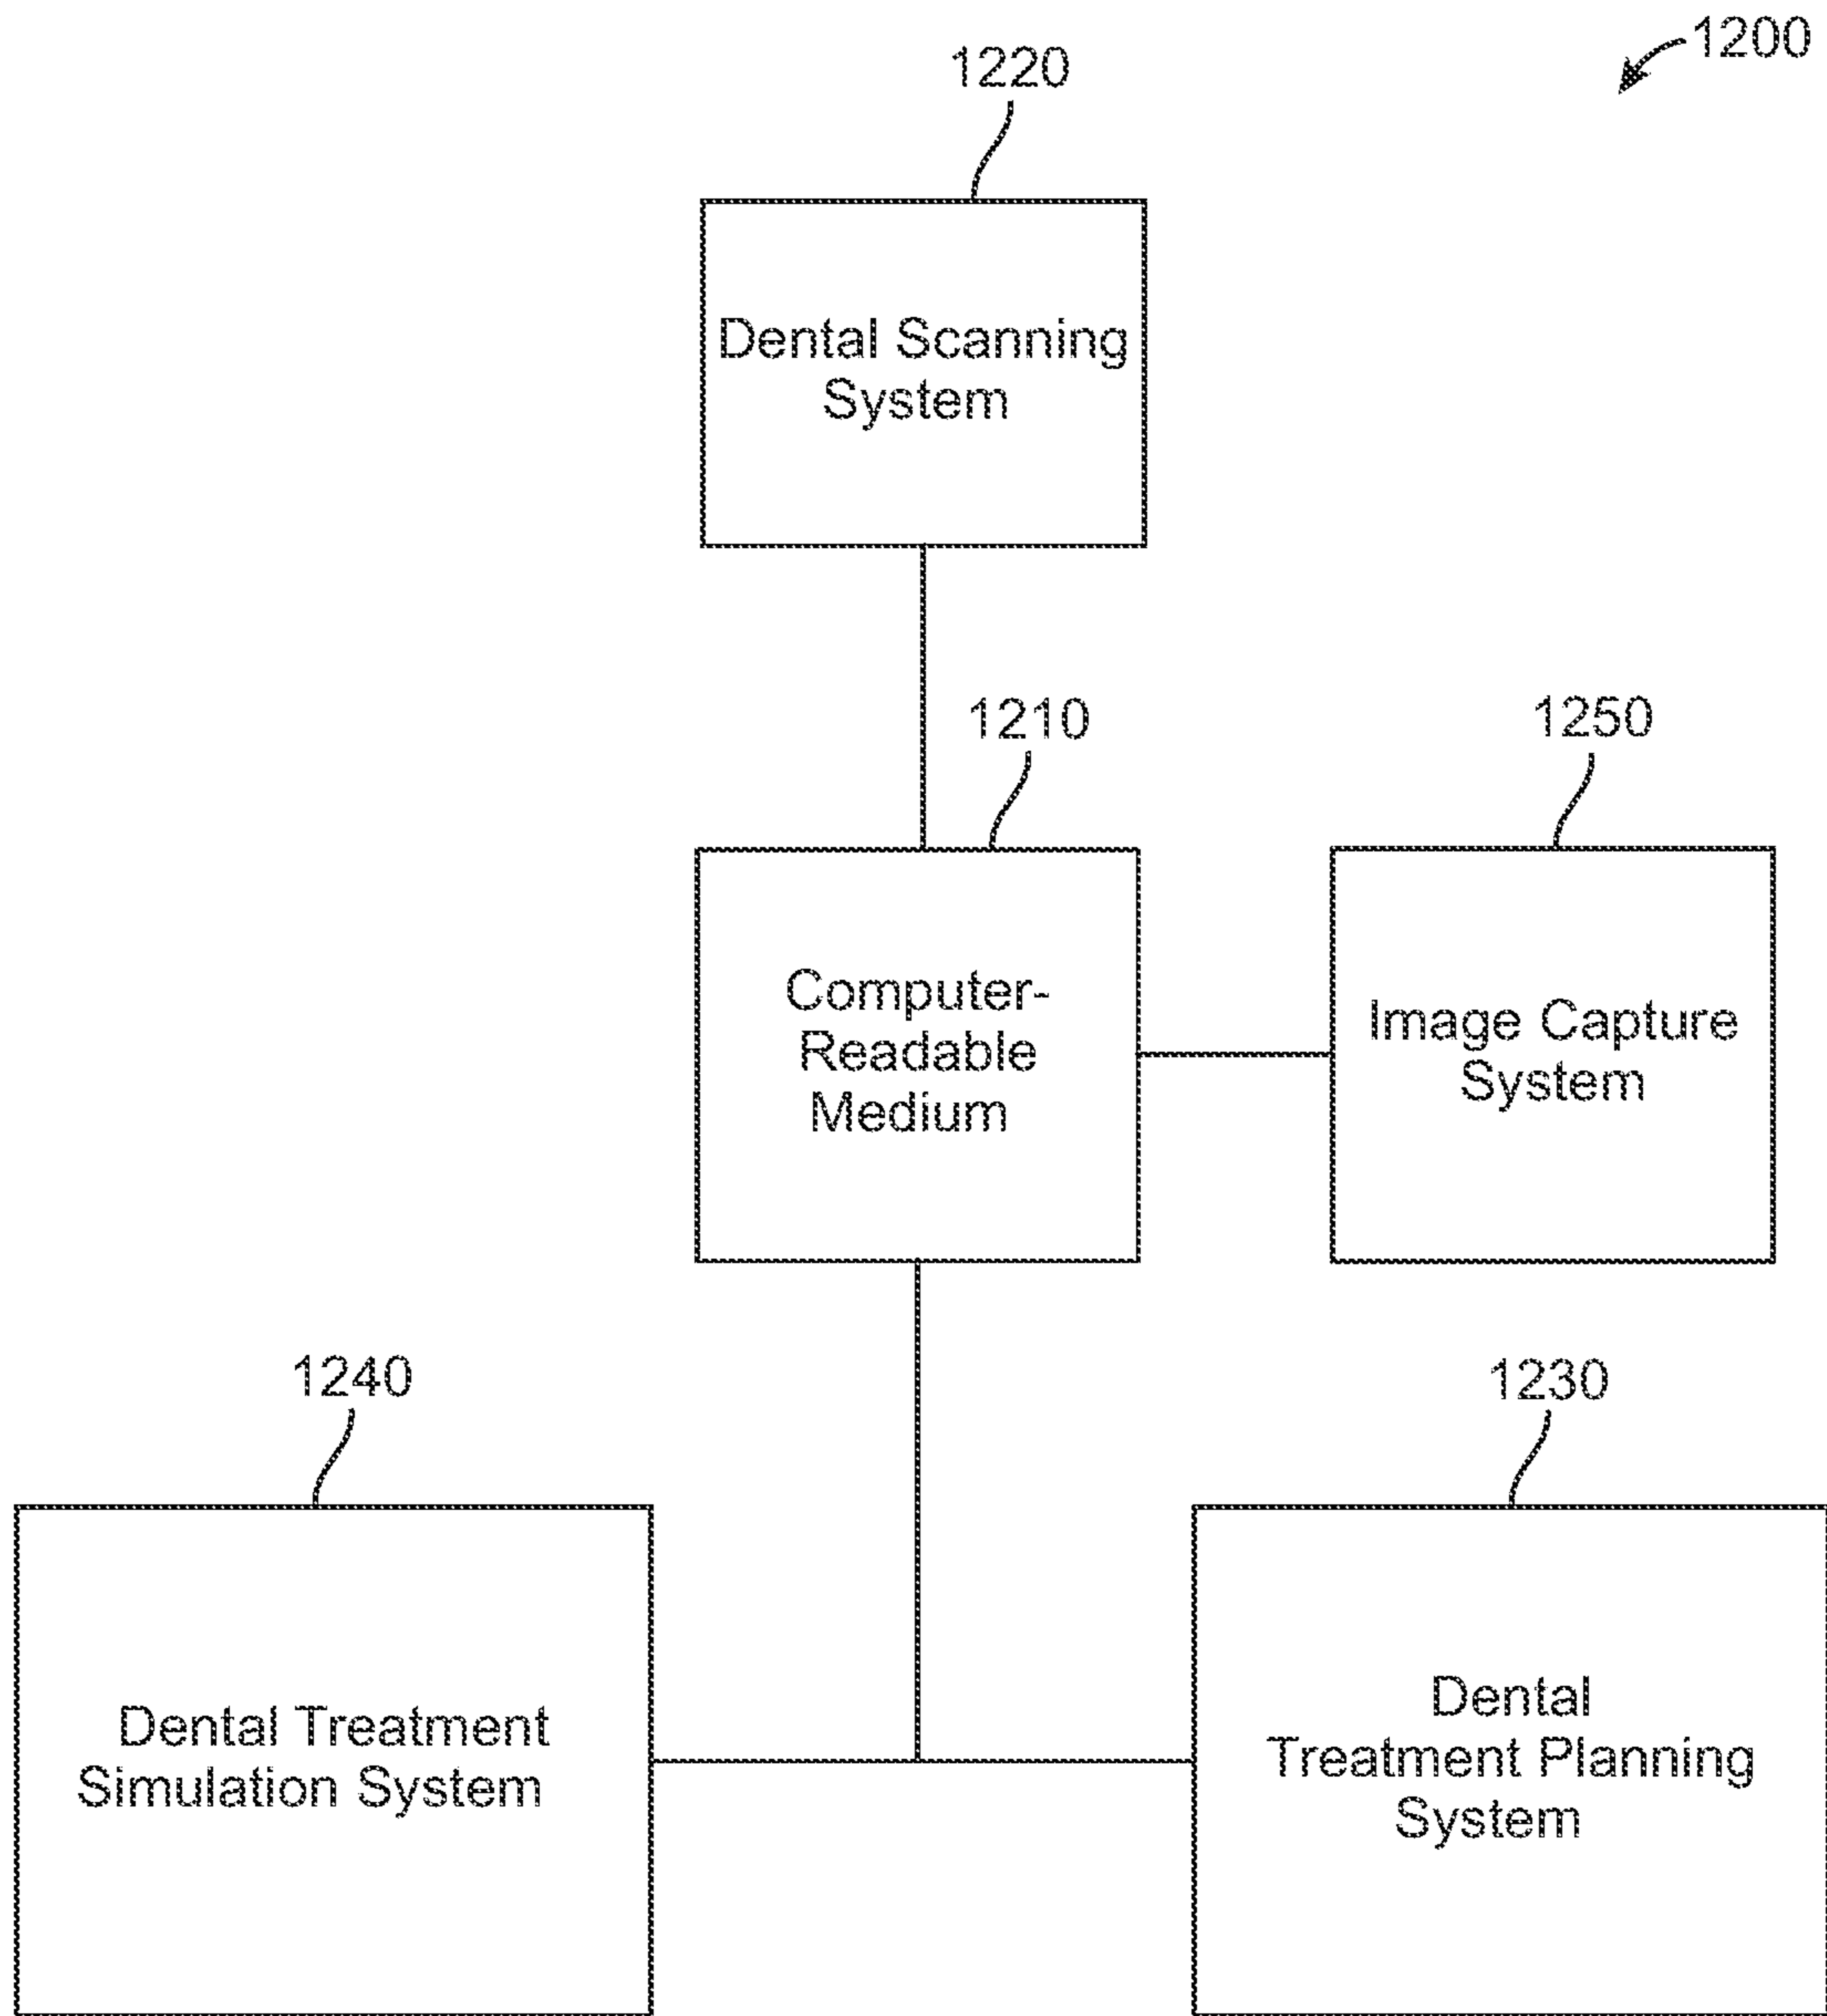 1200
1220
Dental Scanning
System
1210
1250
Computer-
Readable
Medium
Image Capture
System
1240
1230
Dental Treatment
Simulation System
Dental
Treatment Planning
System